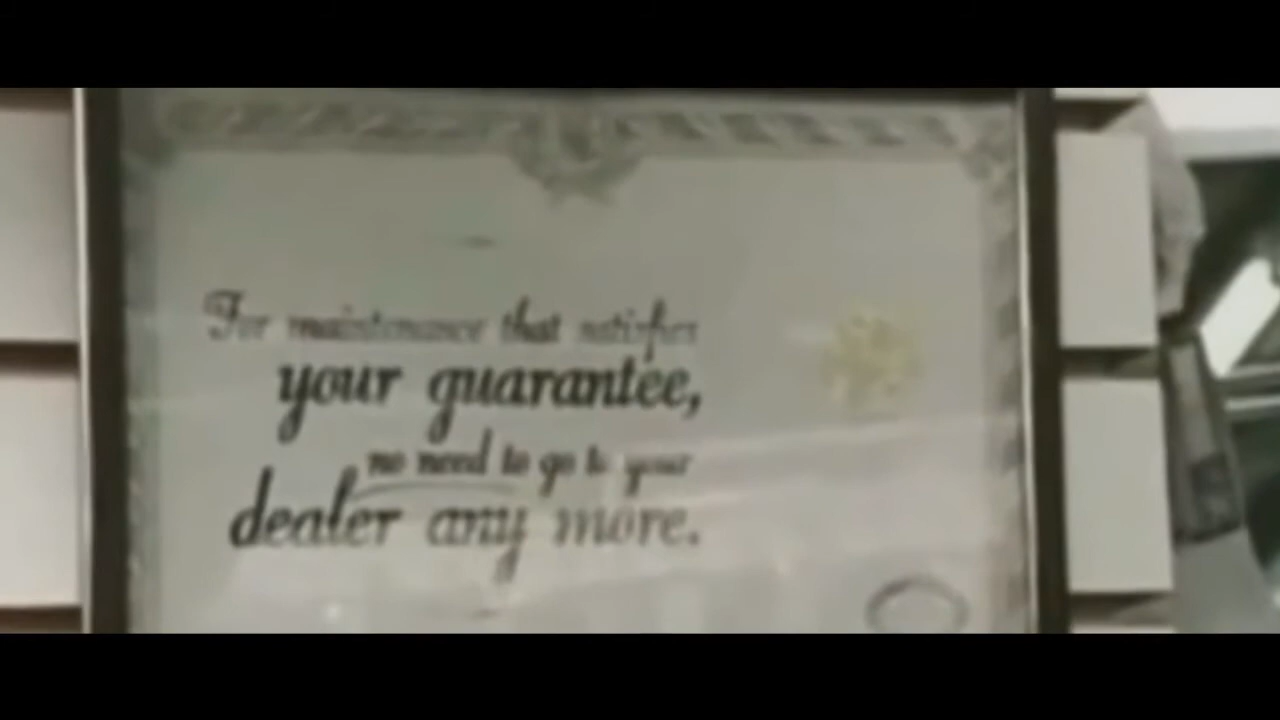 For maintenance that satisfies
your guarantee,
no need to go to your
dealer any more.